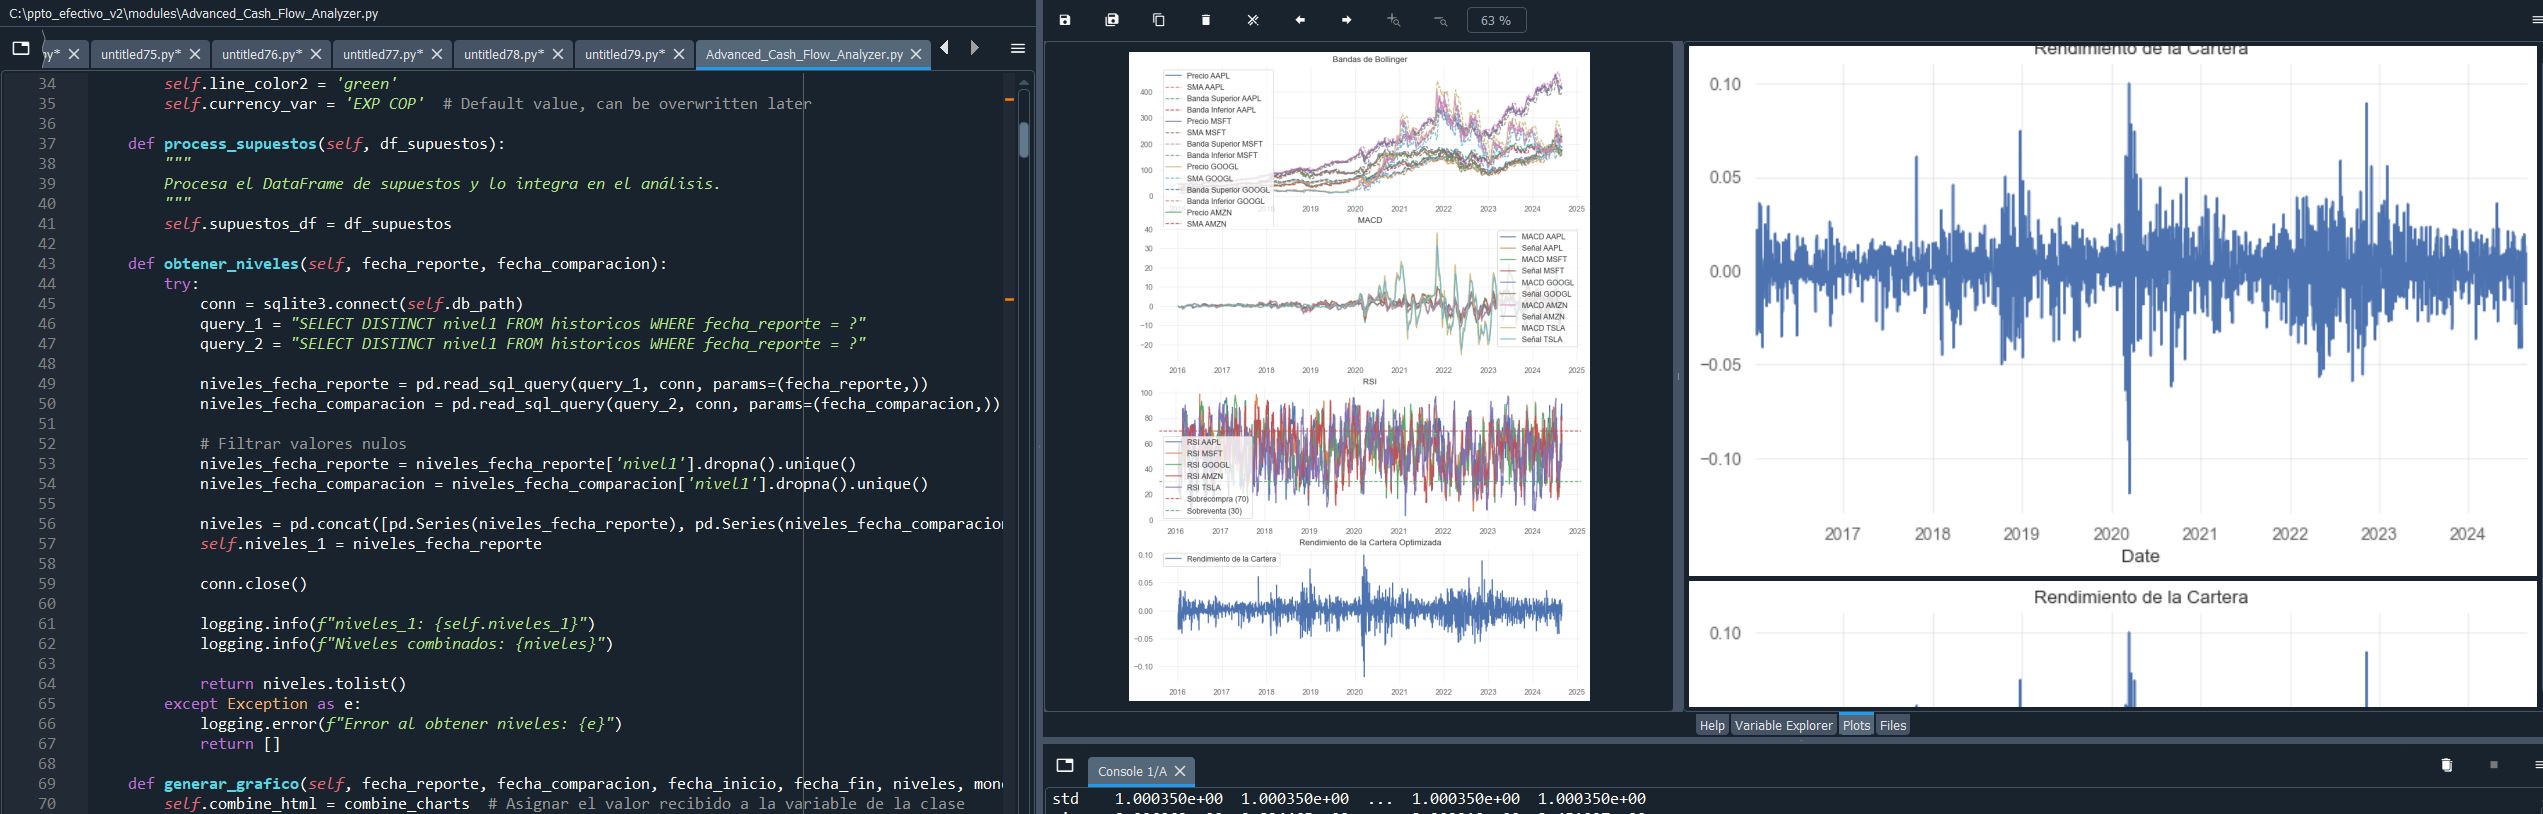 C:\ppto_efectivo_v2\modules\Advanced_Cash_Flow_Analyzer.py
py* untitled75.py* untitled76.py* untitled77.py* untitled78.py* untitled79.py* Advanced_Cash_Flow_Analyzer.py
34 self.line_color2 = 'green'
35 self.currency_var = 'EXP COP'  # Default value, can be overwritten later
36
37 def process_supuestos(self, df_supuestos):
38 """
39 Procesa el DataFrame de supuestos y lo integra en el análisis.
40 """
41 self.supuestos_df = df_supuestos
42
43 def obtener_niveles(self, fecha_reporte, fecha_comparacion):
44 try:
45 conn = sqlite3.connect(self.db_path)
46 query_1 = "SELECT DISTINCT nivel1 FROM historicos WHERE fecha_reporte = ?"
47 query_2 = "SELECT DISTINCT nivel1 FROM historicos WHERE fecha_reporte = ?"
48
49 niveles_fecha_reporte = pd.read_sql_query(query_1, conn, params=(fecha_reporte,))
50 niveles_fecha_comparacion = pd.read_sql_query(query_2, conn, params=(fecha_comparacion,))
51
52 # Filtrar valores nulos
53 niveles_fecha_reporte = niveles_fecha_reporte['nivel1'].dropna().unique()
54 niveles_fecha_comparacion = niveles_fecha_comparacion['nivel1'].dropna().unique()
55
56 niveles = pd.concat([pd.Series(niveles_fecha_reporte), pd.Series(niveles_fecha_comparacion
57 self.niveles_1 = niveles_fecha_reporte
58
59 conn.close()
60
61 logging.info(f"niveles_1: {self.niveles_1}")
62 logging.info(f"Niveles combinados: {niveles}")
63
64 return niveles.tolist()
65 except Exception as e:
66 logging.error(f"Error al obtener niveles: {e}")
67 return []
68
69 def generar_grafico(self, fecha_reporte, fecha_comparacion, fecha_inicio, fecha_fin, niveles, mon
70 self.combine_html = combine_charts  # Asignar el valor recibido a la variable de la clase
63 %
Bandas de Bollinger
Precio AAPL
SMA AAPL
Banda Superior AAPL
Banda Inferior AAPL
Precio MSFT
SMA MSFT
Banda Superior MSFT
Banda Inferior MSFT
Precio GOOGL
SMA GOOGL
Banda Superior GOOGL
Banda Inferior GOOGL
Precio AMZN
SMA AMZN
400
300
200
100
0
2019 2020 2021 2022 2023 2024 2025
MACD
40
30
20
10
0
−10
−20
MACD AAPL
Señal AAPL
MACD MSFT
Señal MSFT
MACD GOOGL
Señal GOOGL
MACD AMZN
Señal AMZN
MACD TSLA
Señal TSLA
2016 2017 2018 2019 2020 2021 2022 2023 2024 2025
RSI
100
80
60
40
20
0
RSI AAPL
RSI MSFT
RSI GOOGL
RSI AMZN
RSI TSLA
Sobrecompra (70)
Sobreventa (30)
2016 2017 2018 2019 2020 2021 2022 2023 2024 2025
Rendimiento de la Cartera Optimizada
Rendimiento de la Cartera
0.10
0.05
0.00
−0.05
−0.10
2016 2017 2018 2019 2020 2021 2022 2023 2024 2025
Rendimiento de la Cartera
0.10
0.05
0.00
−0.05
−0.10
2017 2018 2019 2020 2021 2022 2023 2024
Date
Rendimiento de la Cartera
0.10
Help Variable Explorer Plots Files
Console 1/A
std 1.000350e+00 1.000350e+00 ... 1.000350e+00 1.000350e+00